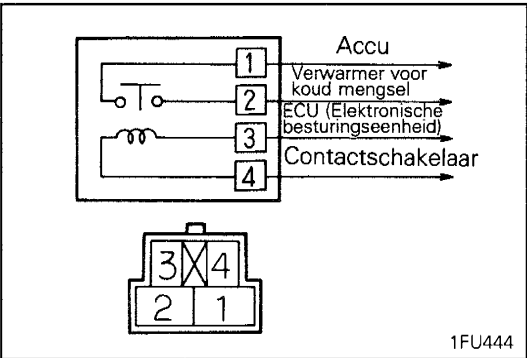 1 Accu
2 Verwarmer voor
koud mengsel
3 ECU (Elektronische
besturingseenheid)
4 Contactschakelaar
3 4
2 1
1FU444